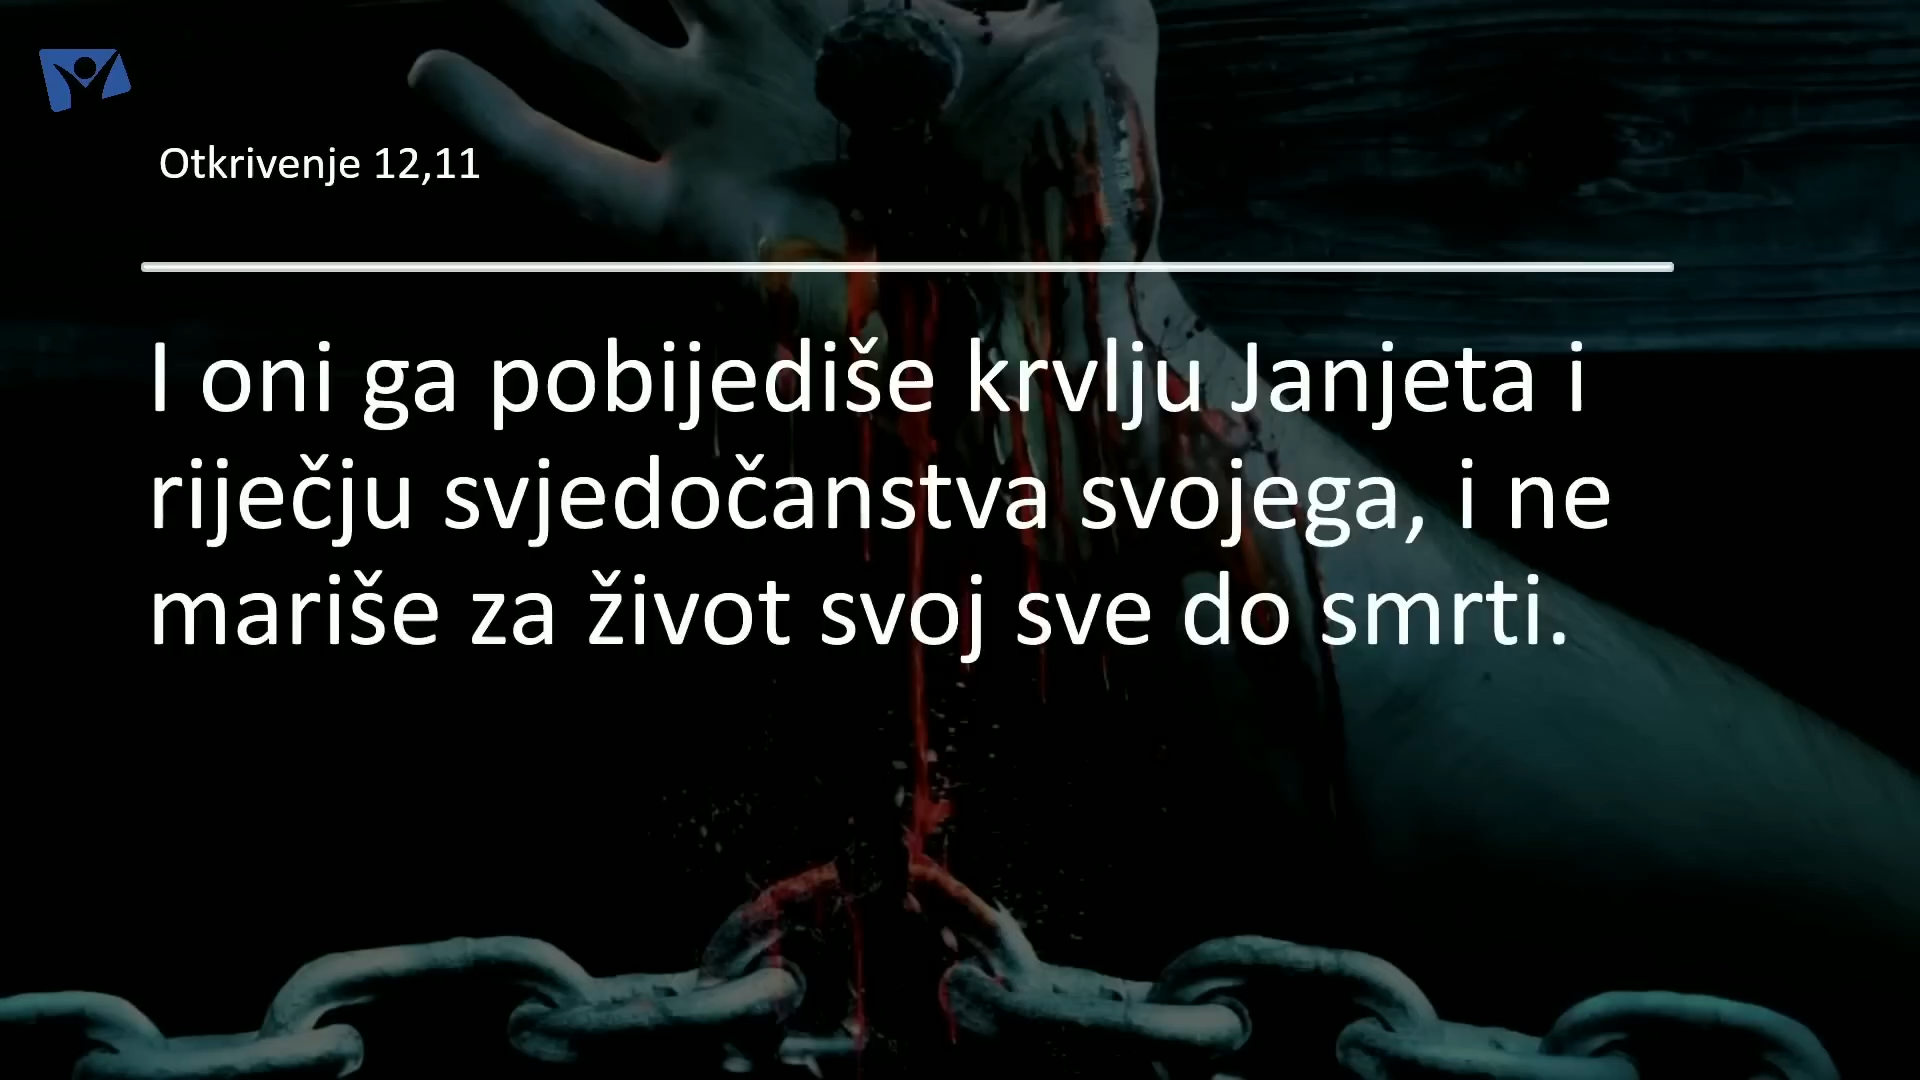 Otkrivenje 12,11
I oni ga pobijediše krvlju Janjeta i
riječju svjedočanstva svojega, i ne
mariše za život svoj sve do smrti.